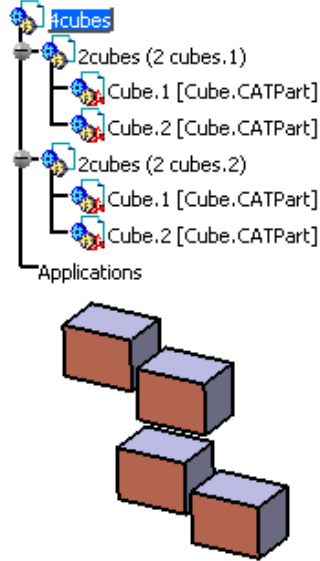 4cubes
2cubes (2 cubes.1)
Cube.1 [Cube.CATPart]
Cube.2 [Cube.CATPart]
2cubes (2 cubes.2)
Cube.1 [Cube.CATPart]
Cube.2 [Cube.CATPart]
Applications